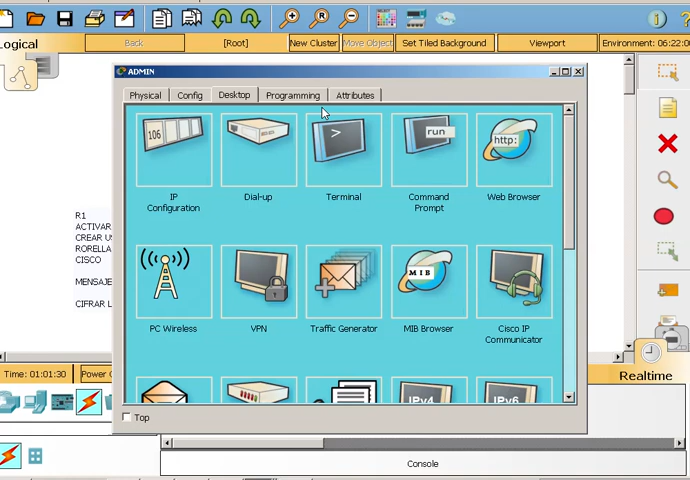 Logical
Back
[Root]
New Cluster
Move Object
Set Tiled Background
Viewport
Environment: 06:22:0
ADMIN
Physical
Config
Desktop
Programming
Attributes
106
>
run
http:
IP
Configuration
Dial-up
Terminal
Command
Prompt
Web Browser
R1
ACTIVAR
CREAR US
RORELLA
CISCO
MENSAJE
CIFRAR L
MIB
PC Wireless
VPN
Traffic Generator
MIB Browser
Cisco IP
Communicator
IPv4
IPv6
Time: 01:01:30
Power C
Realtime
Top
Console